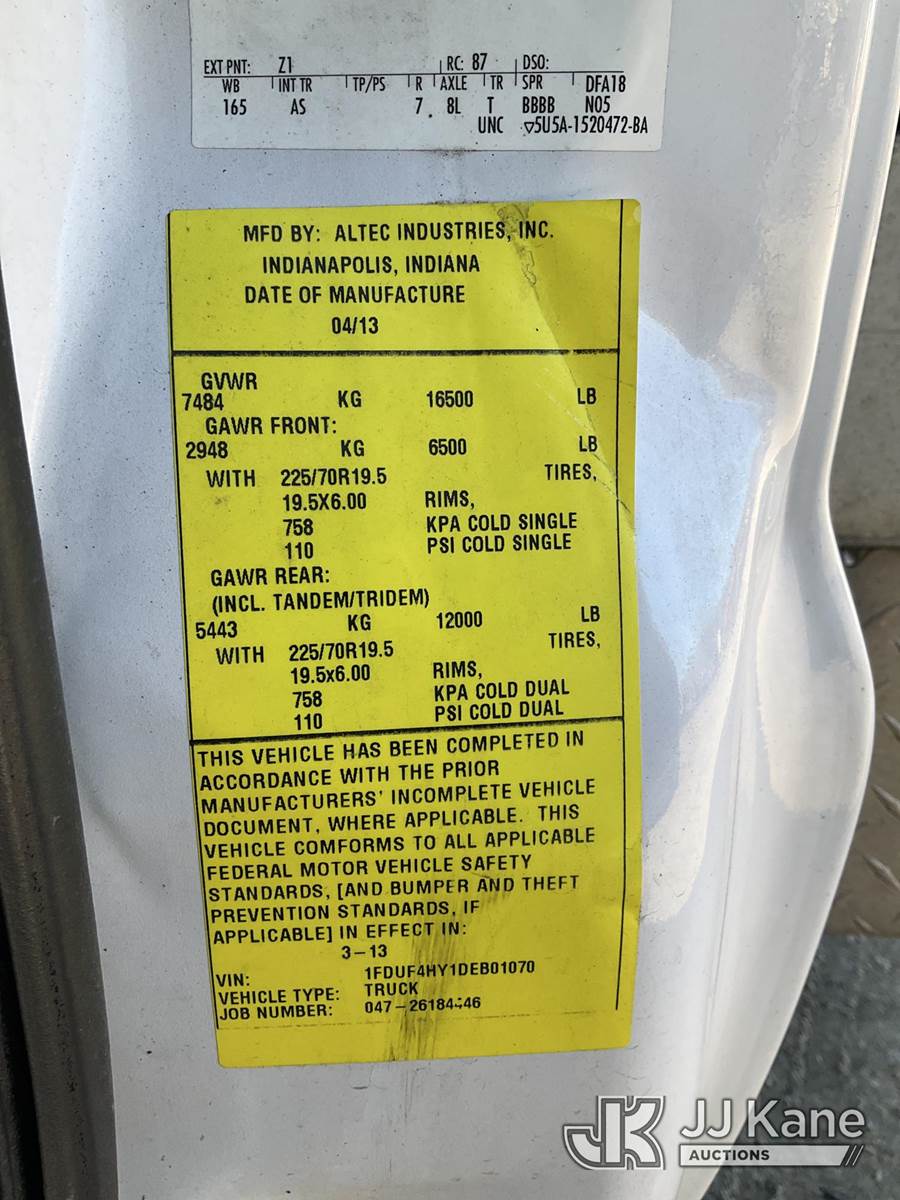 EXT PNT: Z1 RC: 87 DSO:
WB INT TR TP/PS R AXLE TR SPR DFA18
165 AS 7. 8L T BBBB N05
UNC ▽5U5A-1520472-BA
MFD BY: ALTEC INDUSTRIES, INC.
INDIANAPOLIS, INDIANA
DATE OF MANUFACTURE
04/13
GVWR
7484 KG 16500 LB
GAWR FRONT:
2948 KG 6500 LB
WITH 225/70R19.5 TIRES,
19.5X6.00 RIMS,
758 KPA COLD SINGLE
110 PSI COLD SINGLE
GAWR REAR:
(INCL. TANDEM/TRIDEM)
5443 KG 12000 LB
WITH 225/70R19.5 TIRES,
19.5x6.00 RIMS,
758 KPA COLD DUAL
110 PSI COLD DUAL
THIS VEHICLE HAS BEEN COMPLETED IN
ACCORDANCE WITH THE PRIOR
MANUFACTURERS' INCOMPLETE VEHICLE
DOCUMENT, WHERE APPLICABLE. THIS
VEHICLE COMFORMS TO ALL APPLICABLE
FEDERAL MOTOR VEHICLE SAFETY
STANDARDS, [AND BUMPER AND THEFT
PREVENTION STANDARDS, IF
APPLICABLE] IN EFFECT IN:
3-13
VIN: 1FDUF4HY1DEB01070
VEHICLE TYPE: TRUCK
JOB NUMBER:
JK JJ Kane
AUCTIONS